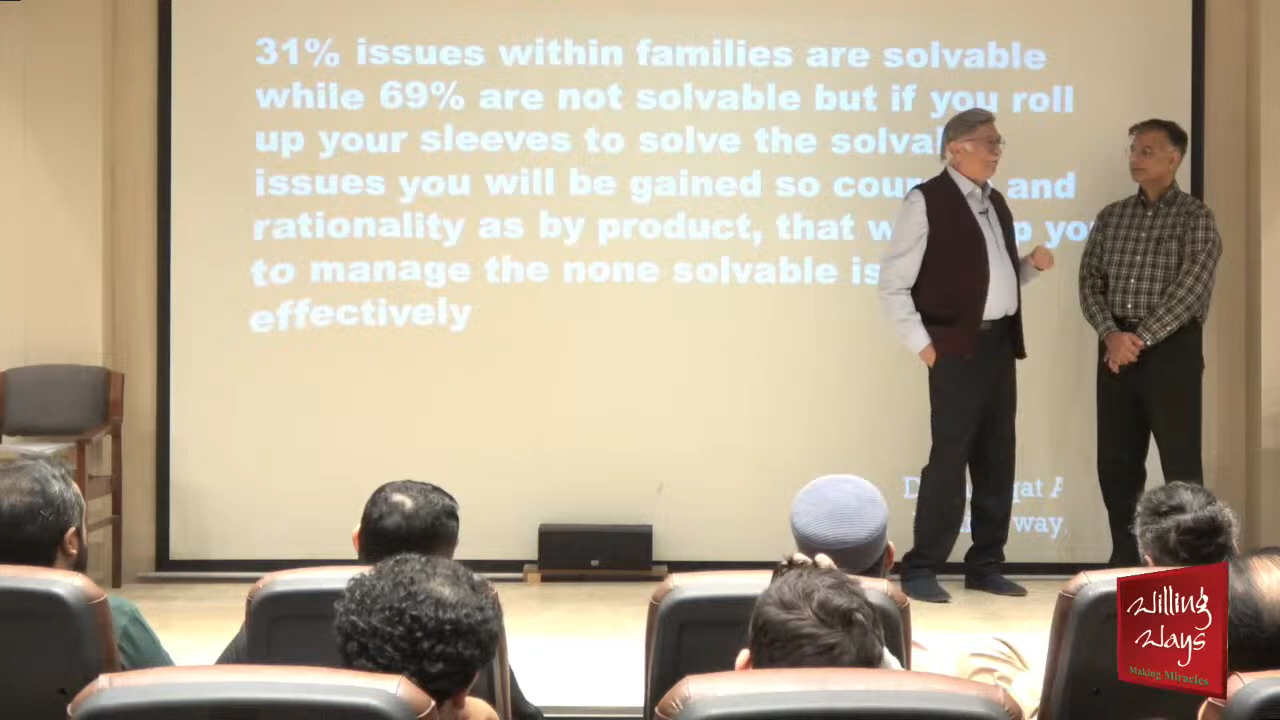 31% issues within families are solvable
while 69% are not solvable but if you roll
up your sleeves to solve the
issues you will be gained so and
rationality as by product, that
to manage the none solvable
effectively
way
Willing
Ways
Making Miracles